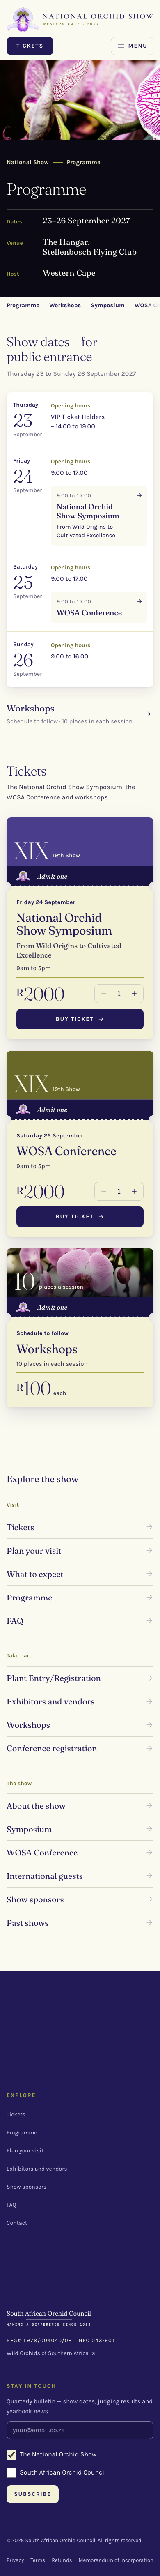 NATIONAL ORCHID SHOW
WESTERN CAPE · 2027
TICKETS
MENU
National Show — Programme
Programme
Dates 23–26 September 2027
Venue The Hangar,
Stellenbosch Flying Club
Host Western Cape
Programme Workshops Symposium WOSA
Show dates – for
public entrance
Thursday 23 to Sunday 26 September 2027
Thursday
23
September
Opening hours
VIP Ticket Holders
– 14.00 to 19.00
Friday
24
September
Opening hours
9.00 to 17.00
9.00 to 17.00
National Orchid
Show Symposium
From Wild Origins to
Cultivated Excellence
Saturday
25
September
Opening hours
9.00 to 17.00
9.00 to 17.00
WOSA Conference
Sunday
26
September
Opening hours
9.00 to 16.00
Workshops
Schedule to follow · 10 places in each session
Tickets
The National Orchid Show Symposium, the
WOSA Conference and workshops.
XIX 19th Show
Admit one
Friday 24 September
National Orchid
Show Symposium
From Wild Origins to Cultivated
Excellence
9am to 5pm
R2000
− 1 +
BUY TICKET
XIX 19th Show
Admit one
Saturday 25 September
WOSA Conference
9am to 5pm
R2000
− 1 +
BUY TICKET
10 places a session
Admit one
Schedule to follow
Workshops
10 places in each session
R100 each
Explore the show
Visit
Tickets
Plan your visit
What to expect
Programme
FAQ
Take part
Plant Entry/Registration
Exhibitors and vendors
Workshops
Conference registration
The show
About the show
Symposium
WOSA Conference
International guests
Show sponsors
Past shows
EXPLORE
Tickets
Programme
Plan your visit
Exhibitors and vendors
Show sponsors
FAQ
Contact
South African Orchid Council
MAKING A DIFFERENCE SINCE 1968
REG# 1978/004040/08 NPO 043-901
Wild Orchids of Southern Africa
STAY IN TOUCH
Quarterly bulletin — show dates, judging results and
yearbook news.
your@email.co.za
The National Orchid Show
South African Orchid Council
SUBSCRIBE
© 2026 South African Orchid Council. All rights reserved.
Privacy Terms Refunds Memorandum of Incorporation